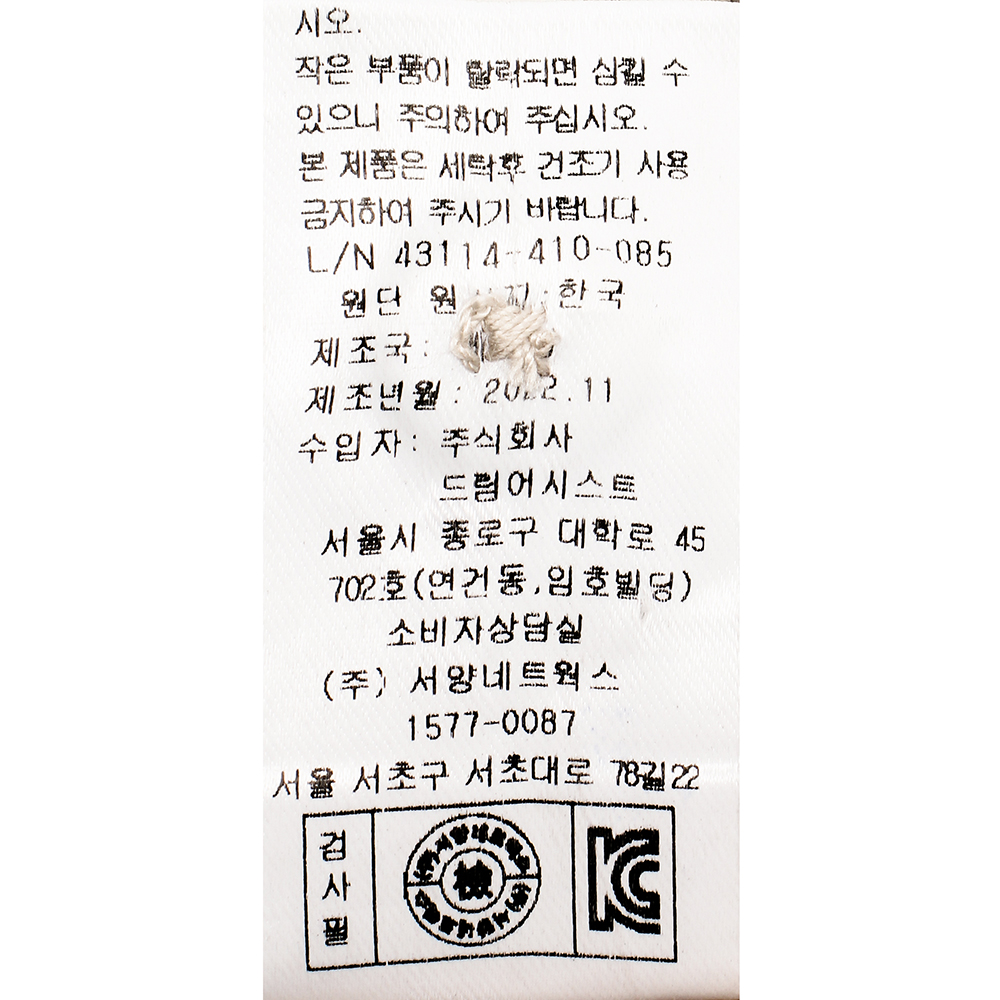 시오.
작은 부품이 탈락되면 삼킬 수
있으니 주의하여 주십시오.
본 제품은 세탁후 건조기 사용
금지하여 주시기 바랍니다.
L/N 43114-410-085
원단 :한국
제조국:
제조년월: 2022.11
수입자: 주식회사
드림어시스트
서울시 종로구 대학로 45
702호(연건동,임호빌딩)
소비자상담실
(주) 서양네트웍스
1577-0087
서울 서초구 서초대로 78길22
검
사
필
檢
KC